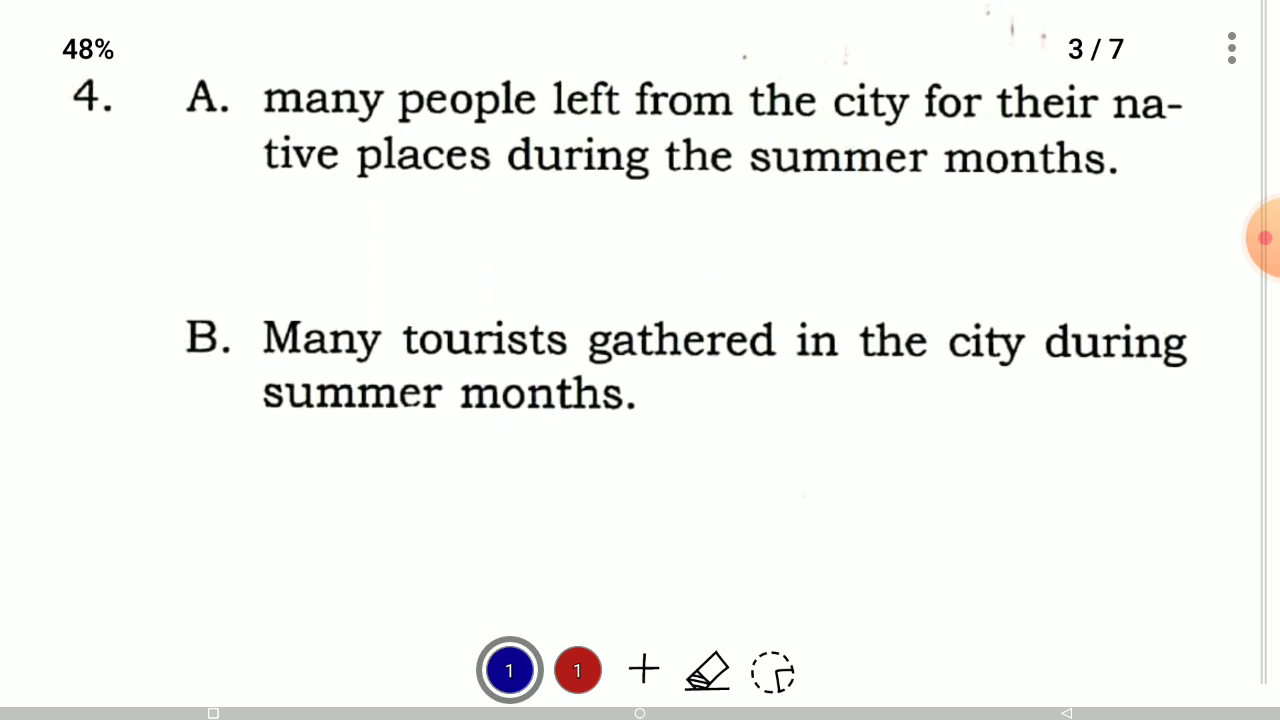 48%
3 / 7
4. A. many people left from the city for their na-
tive places during the summer months.
B. Many tourists gathered in the city during
summer months.
1 1